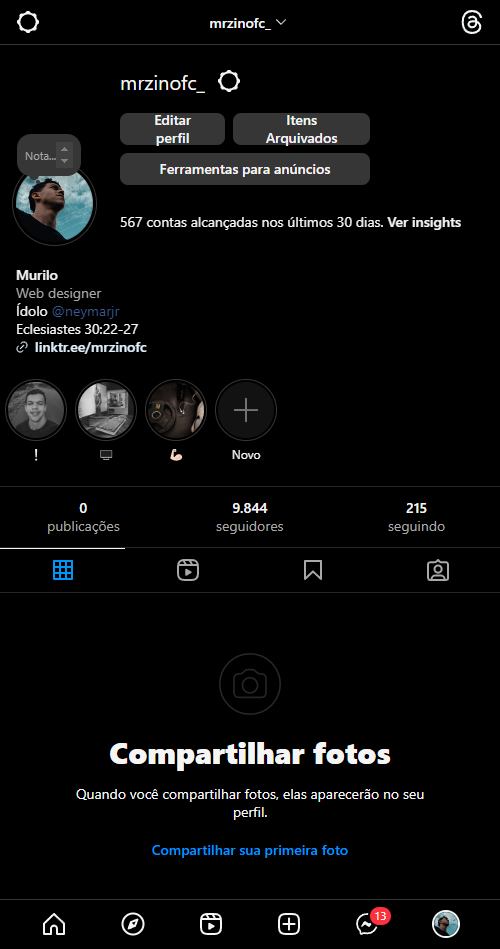 mrzinofc_
mrzinofc_
Editar
perfil
Itens
Arquivados
Ferramentas para anúncios
Nota...
567 contas alcançadas nos últimos 30 dias. Ver insights
Murilo
Web designer
Ídolo @neymarjr
Eclesiastes 30:22-27
linktr.ee/mrzinofc
! 🖥️ 💪🏻 Novo
0 9.844 215
publicações seguidores seguindo
Compartilhar fotos
Quando você compartilhar fotos, elas aparecerão no seu
perfil.
Compartilhar sua primeira foto
13